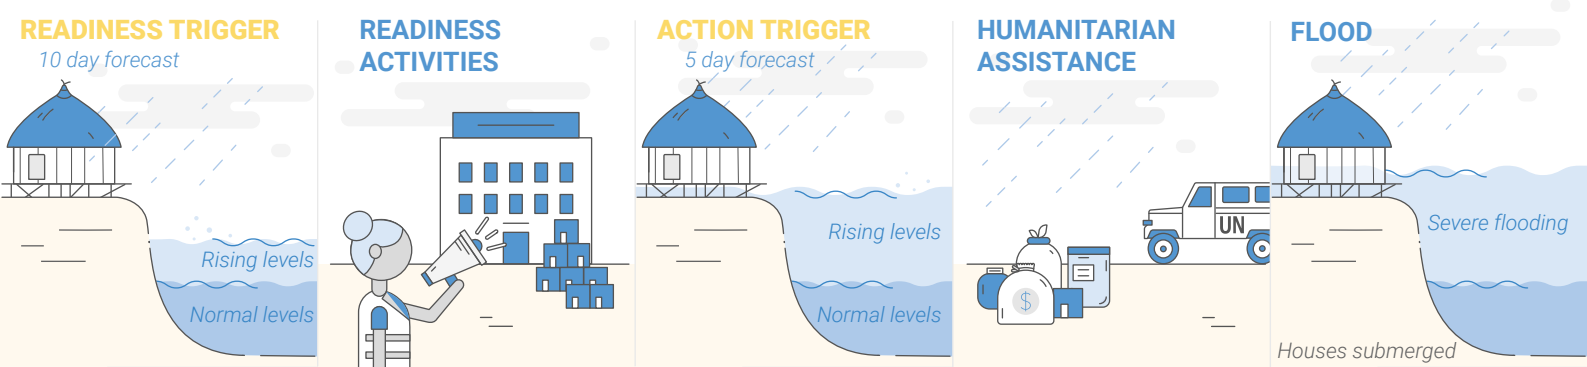 READINESS TRIGGER
10 day forecast
Rising levels
Normal levels
READINESS
ACTIVITIES
ACTION TRIGGER
5 day forecast
Rising levels
Normal levels
HUMANITARIAN
ASSISTANCE
UN
$
FLOOD
Severe flooding
Houses submerged